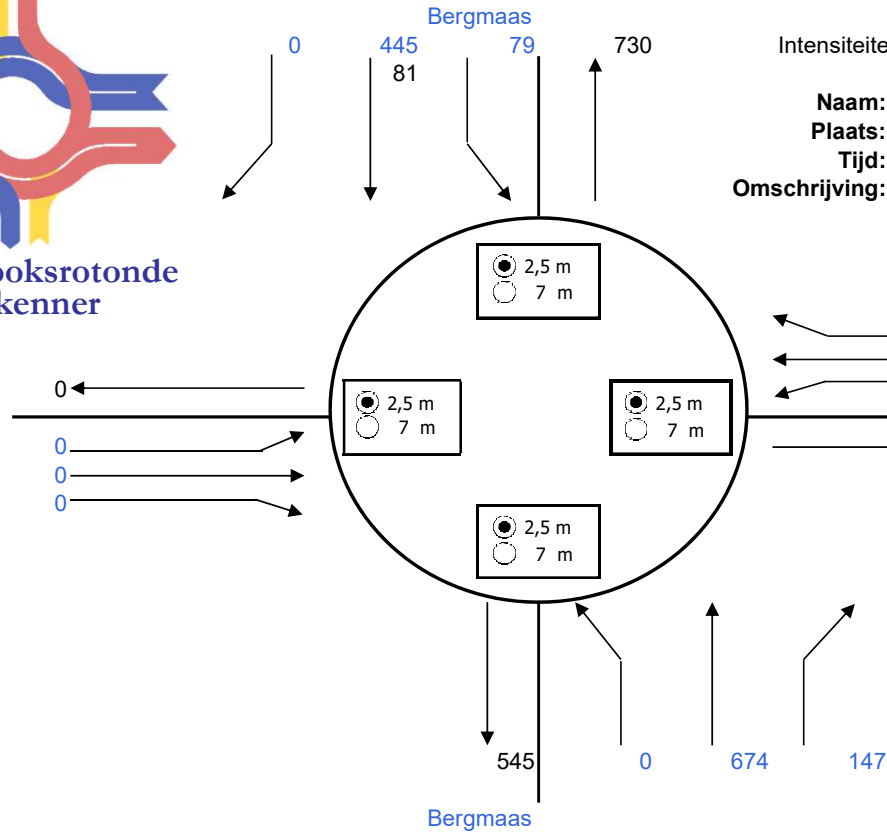 Bergmaas
0 445 79 730
81
Intensiteite
Naam:
Plaats:
Tijd:
Omschrijving:
ooksrotonde
kenner
2,5 m
7 m
0
2,5 m
7 m
2,5 m
7 m
0
0
0
2,5 m
7 m
545 0 674 147
Bergmaas